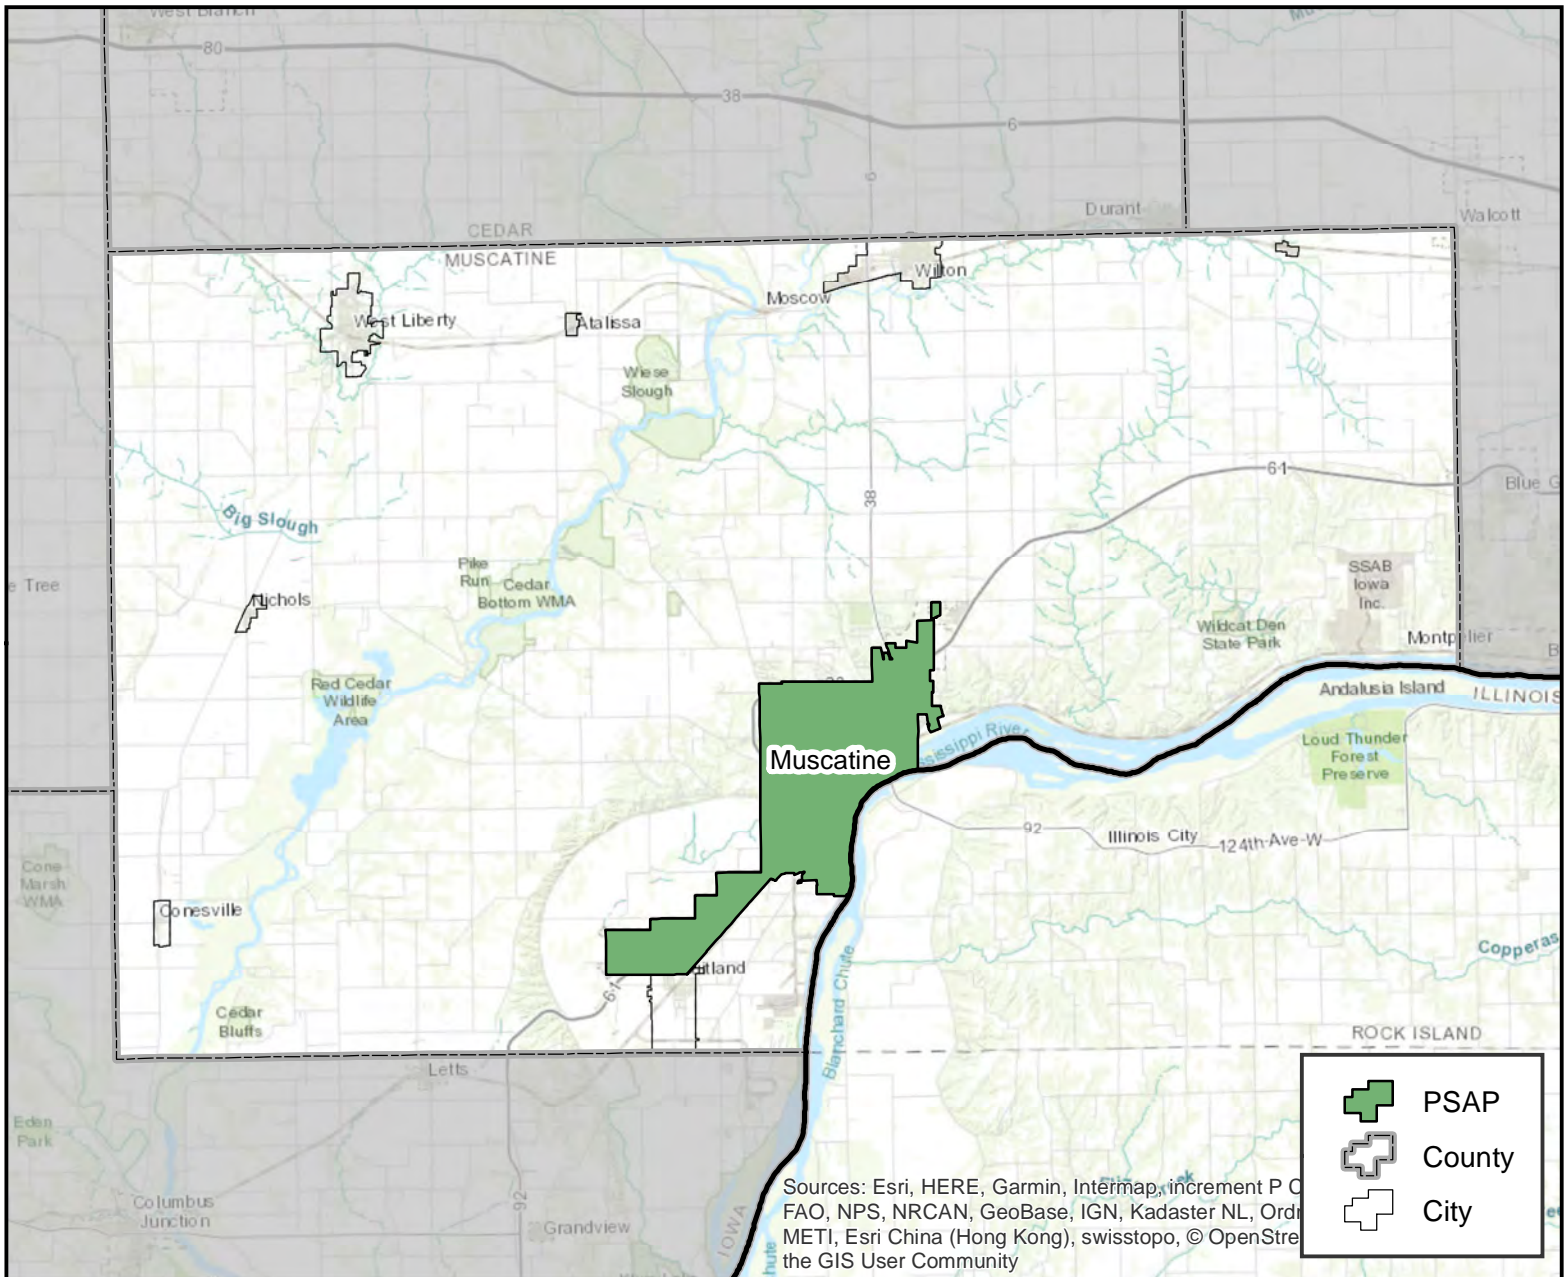 West Branch
80
38
6
6
Durant
Walcott
CEDAR
MUSCATINE
Wilton
Moscow
West Liberty
Atalissa
Wiese
Slough
61
38
Blue G
Big Slough
Pike
Run
Cedar
Bottom WMA
e Tree
Nichols
SSAB
Iowa
Inc.
Wildcat Den
State Park
Montpelier
B
Red Cedar
Wildlife
Area
Andalusia Island
ILLINOIS
Muscatine
ssissippi River
Loud Thunder
Forest
Preserve
92
Illinois City
124th-Ave-W
Cone
Marsh
WMA
Conesville
Copperas
itland
61
Blanchard Chute
Cedar
Bluffs
ROCK ISLAND
Letts
Eden
Park
PSAP
County
City
Columbus
Junction
92
Grandview
IOWA
hute
Sources: Esri, HERE, Garmin, Intermap, increment P C
FAO, NPS, NRCAN, GeoBase, IGN, Kadaster NL, Ordn
METI, Esri China (Hong Kong), swisstopo, © OpenStre
the GIS User Community